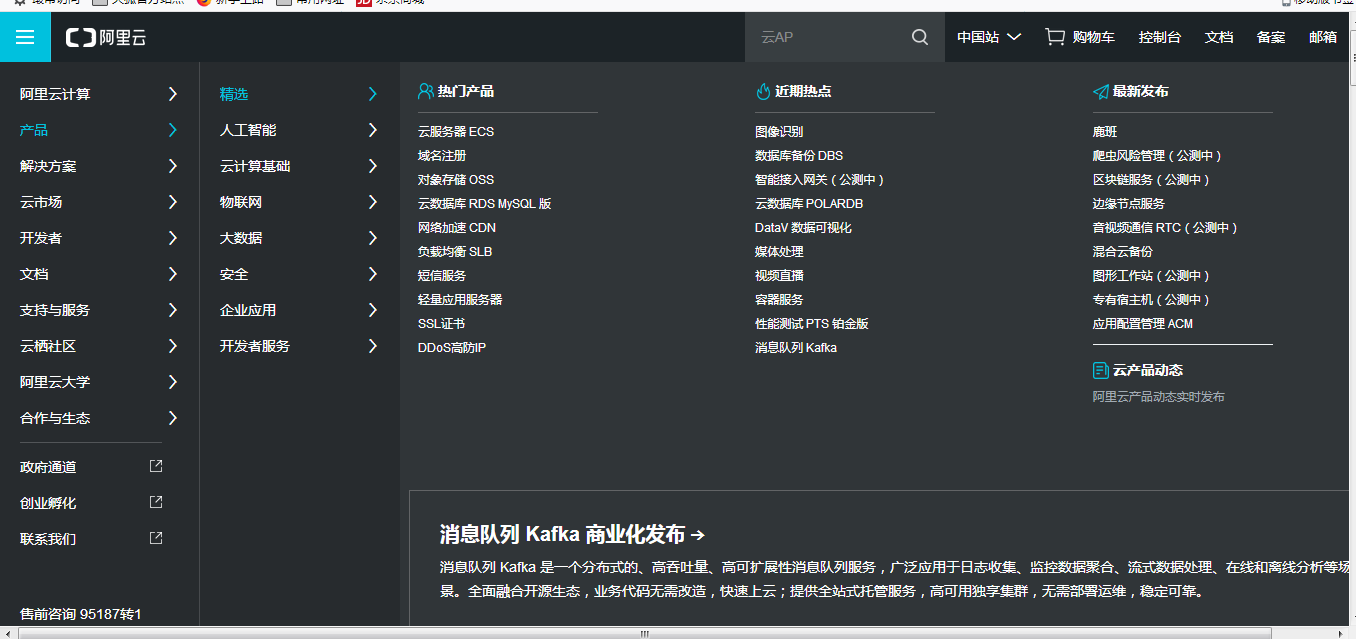 阿里云
云AP
中国站
购物车
控制台
文档
备案
邮箱
阿里云计算
产品
解决方案
云市场
开发者
文档
支持与服务
云栖社区
阿里云大学
合作与生态
政府通道
创业孵化
联系我们
售前咨询 95187转1
精选
人工智能
云计算基础
物联网
大数据
安全
企业应用
开发者服务
热门产品
云服务器 ECS
域名注册
对象存储 OSS
云数据库 RDS MySQL 版
网络加速 CDN
负载均衡 SLB
短信服务
轻量应用服务器
SSL证书
DDoS高防IP
近期热点
图像识别
数据库备份 DBS
智能接入网关（公测中）
云数据库 POLARDB
DataV 数据可视化
媒体处理
视频直播
容器服务
性能测试 PTS 铂金版
消息队列 Kafka
最新发布
鹿班
爬虫风险管理（公测中）
区块链服务（公测中）
边缘节点服务
音视频通信 RTC（公测中）
混合云备份
图形工作站（公测中）
专有宿主机（公测中）
应用配置管理 ACM
云产品动态
阿里云产品动态实时发布
消息队列 Kafka 商业化发布
消息队列 Kafka 是一个分布式的、高吞吐量、高可扩展性消息队列服务，广泛应用于日志收集、监控数据聚合、流式数据处理、在线和离线分析等场
景。全面融合开源生态，业务代码无需改造，快速上云；提供全站式托管服务，高可用独享集群，无需部署运维，稳定可靠。